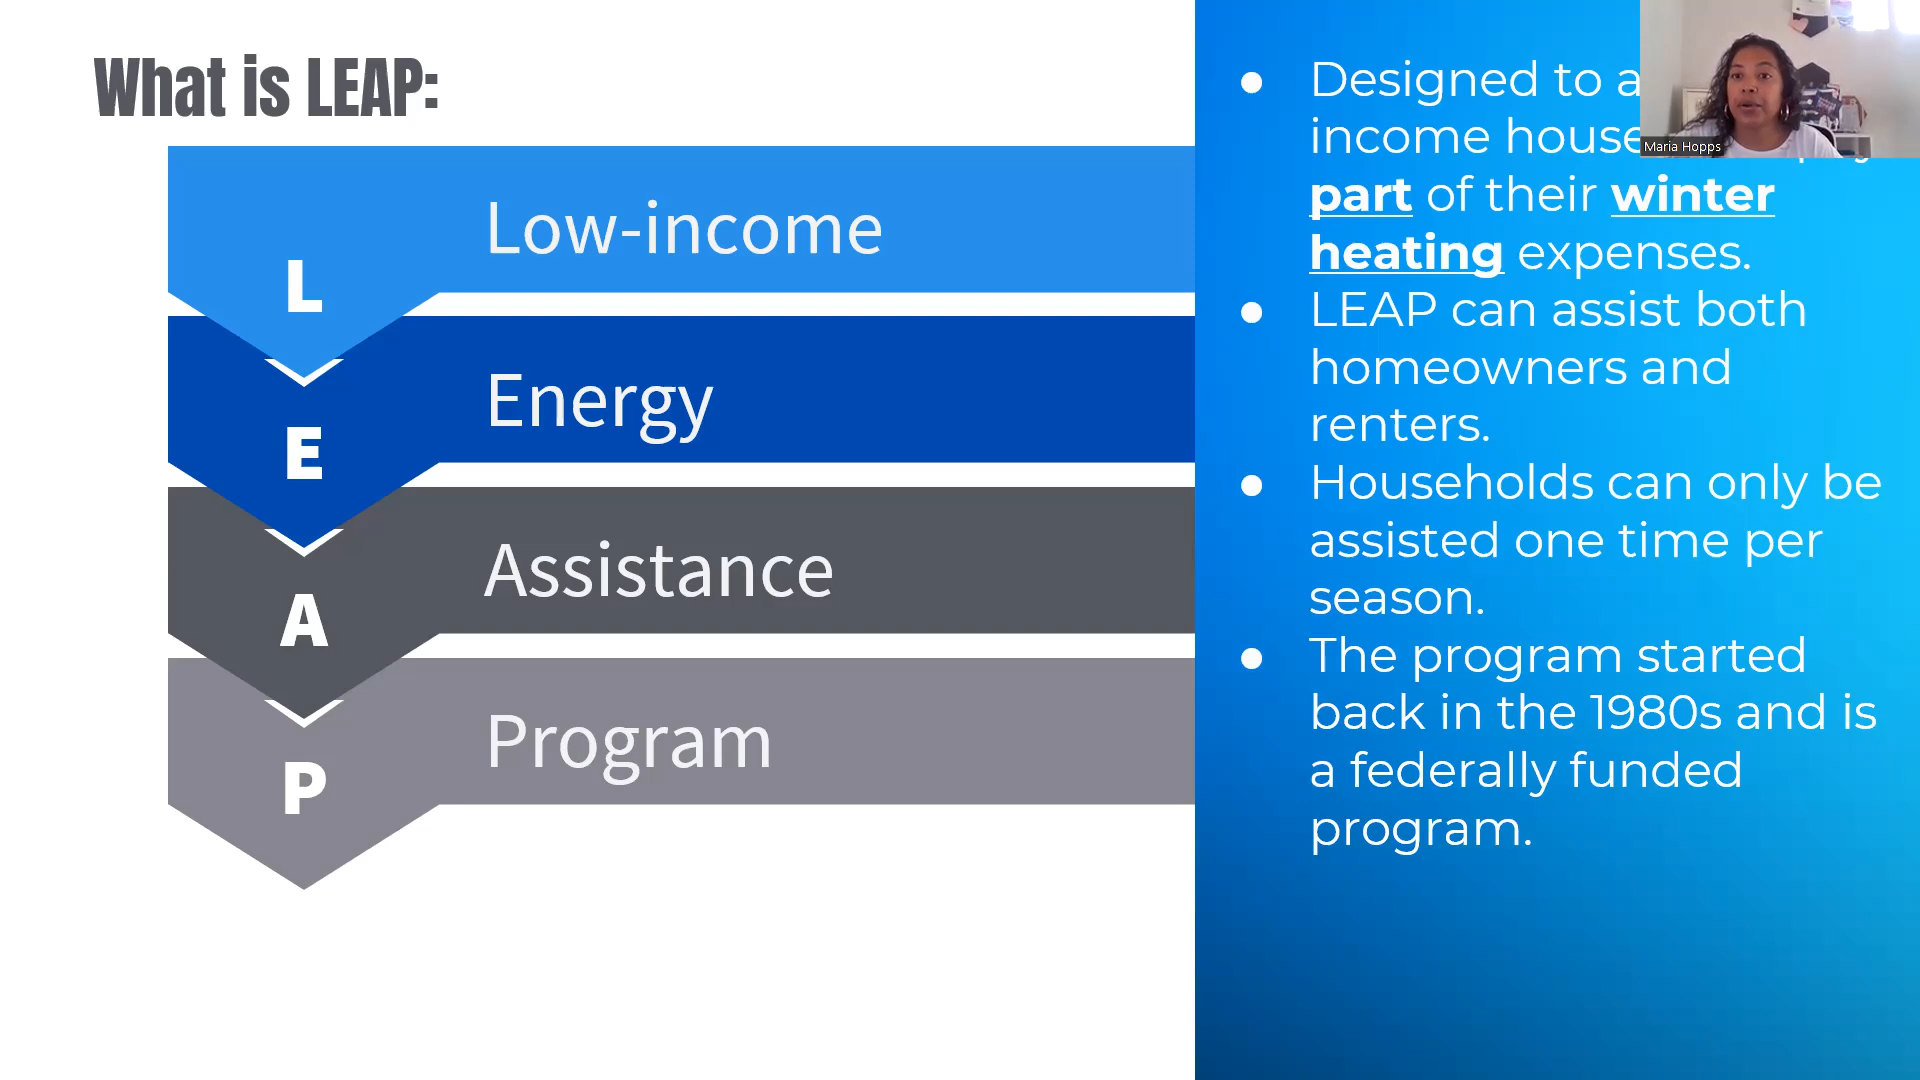 What is LEAP:
L
Low-income
E
Energy
A
Assistance
P
Program
● Designed to
income
part of their winter
heating expenses.
● LEAP can assist both
homeowners and
renters.
● Households can only be
assisted one time per
season.
● The program started
back in the 1980s and is
a federally funded
program.
Maria Hopps